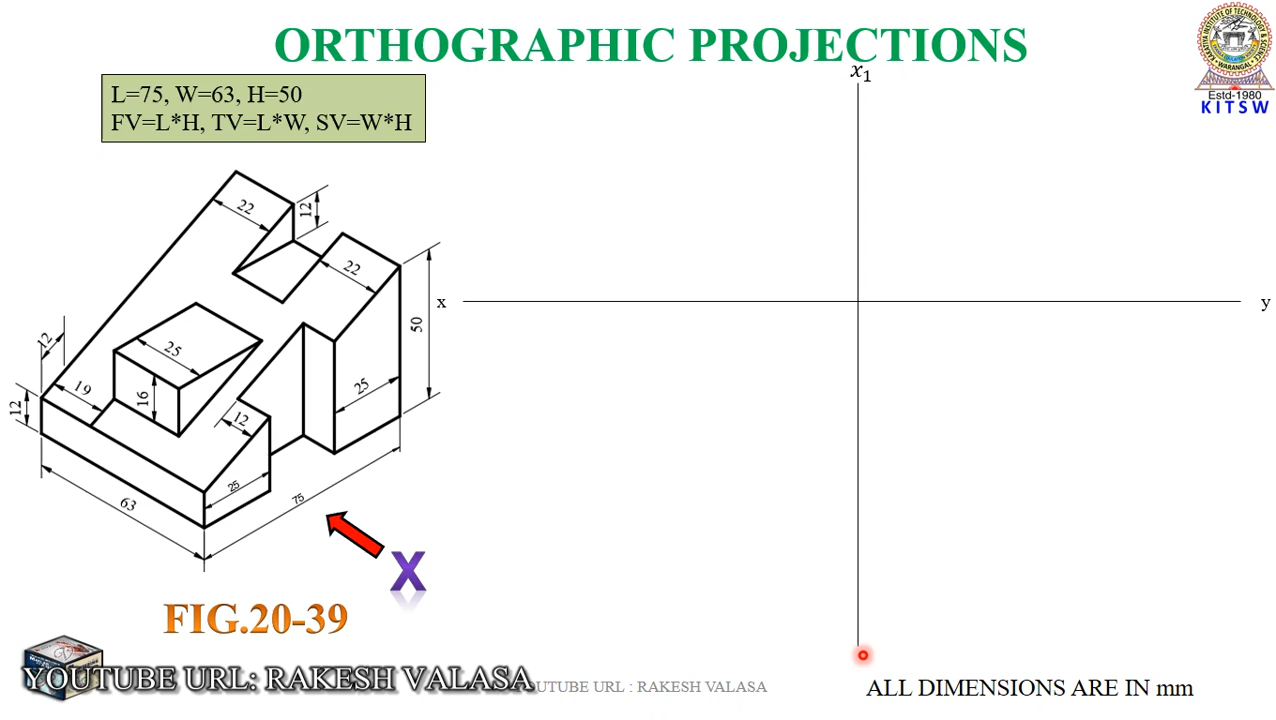 ORTHOGRAPHIC PROJECTIONS
L=75, W=63, H=50
FV=L*H, TV=L*W, SV=W*H
Estd-1980
KITSW
x₁
x
y
22
12
22
50
12
25
19
16
12
12
25
25
63
75
X
FIG.20-39
YOUTUBE URL: RAKESH VALASA
OUTUBE URL : RAKESH VALASA
ALL DIMENSIONS ARE IN mm